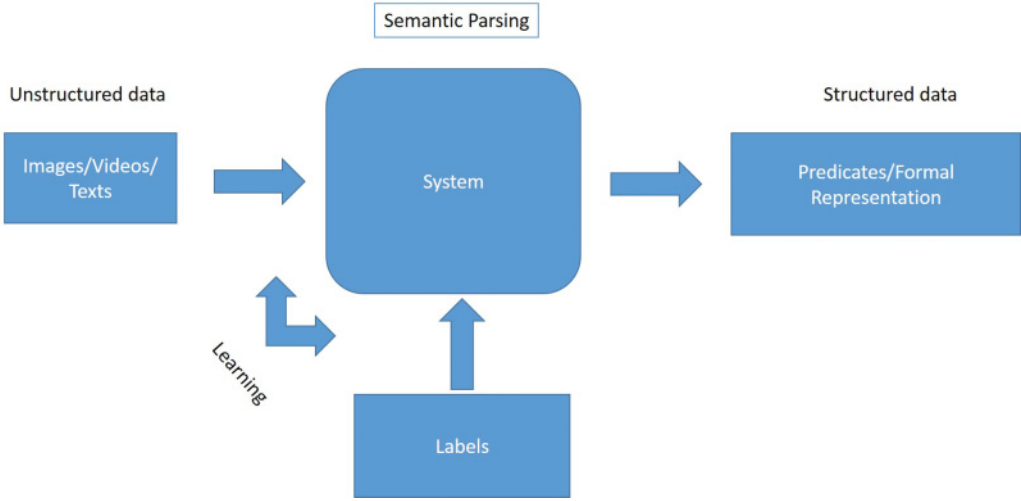 Semantic Parsing
Unstructured data
Structured data
Images/Videos/
Texts
System
Predicates/Formal
Representation
Learning
Labels